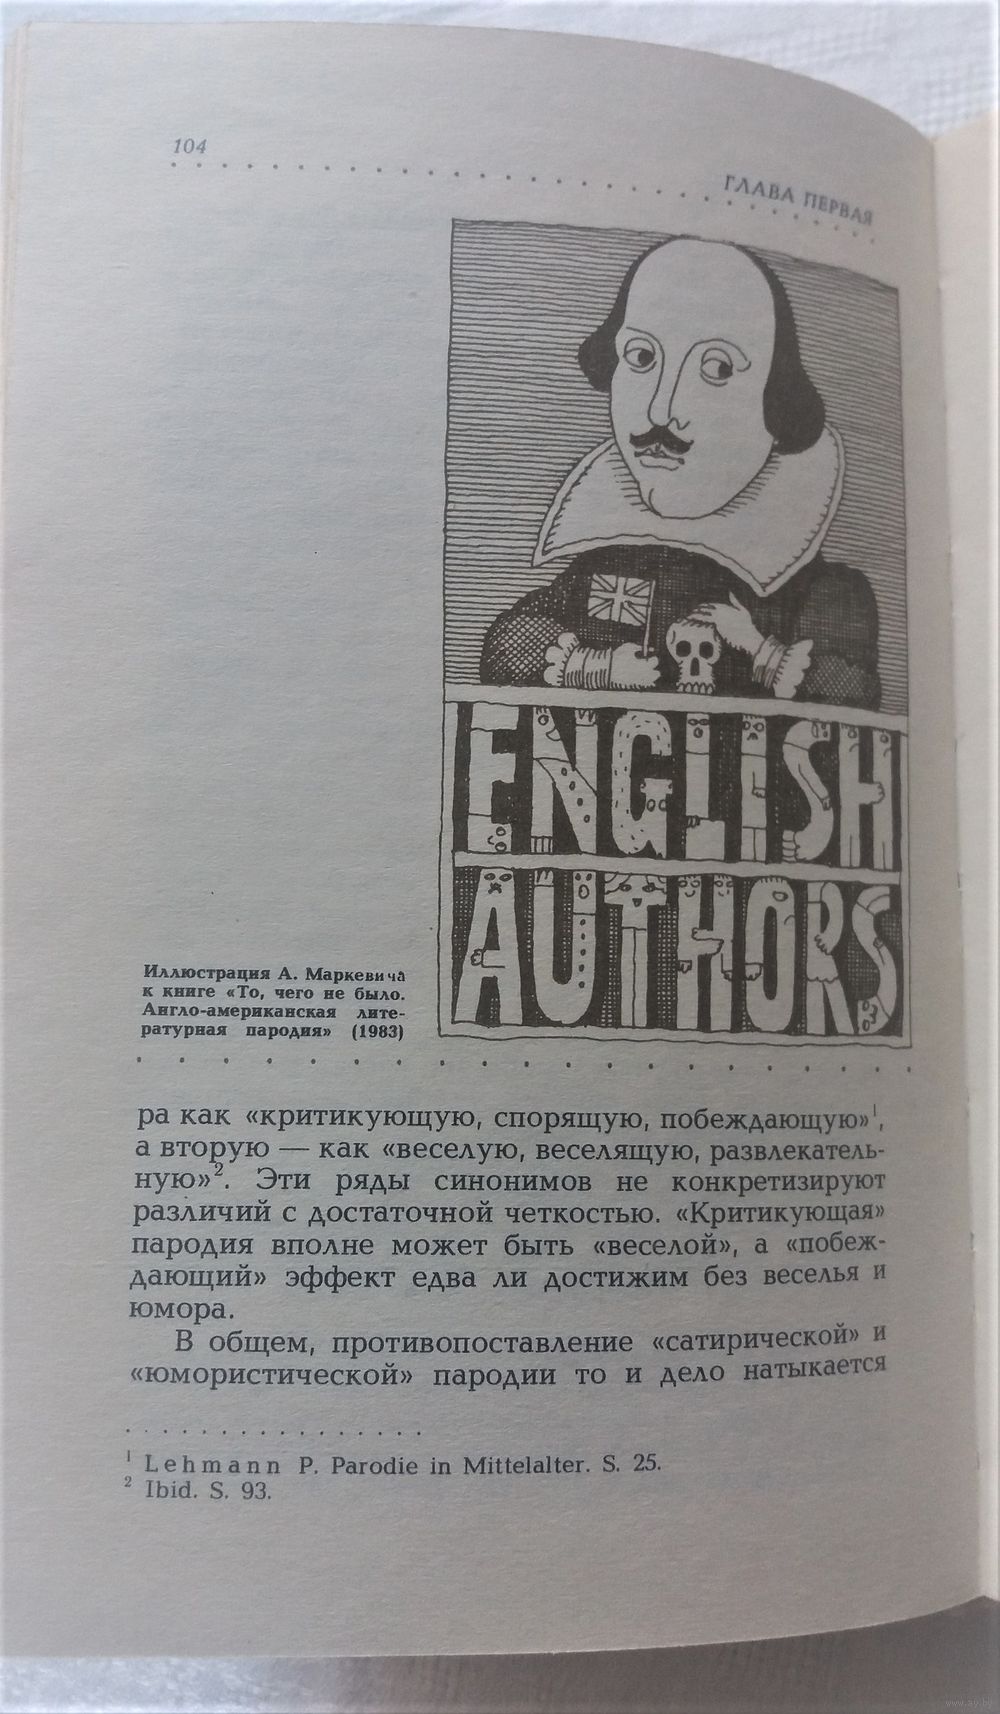 104
ГЛАВА ПЕРВАЯ
ENGLISH
AUTHORS
Иллюстрация А. Маркевича
к книге «То, чего не было.
Англо-американская лите-
ратурная пародия» (1983)
ра как «критикующую, спорящую, побеждающую»¹,
а вторую — как «веселую, веселящую, развлекатель-
ную»². Эти ряды синонимов не конкретизируют
различий с достаточной четкостью. «Критикующая»
пародия вполне может быть «веселой», а «побеж-
дающий» эффект едва ли достижим без веселья и
юмора.
В общем, противопоставление «сатирической» и
«юмористической» пародии то и дело натыкается
¹ Lehmann P. Parodie in Mittelalter. S. 25.
² Ibid. S. 93.
www.ay.by